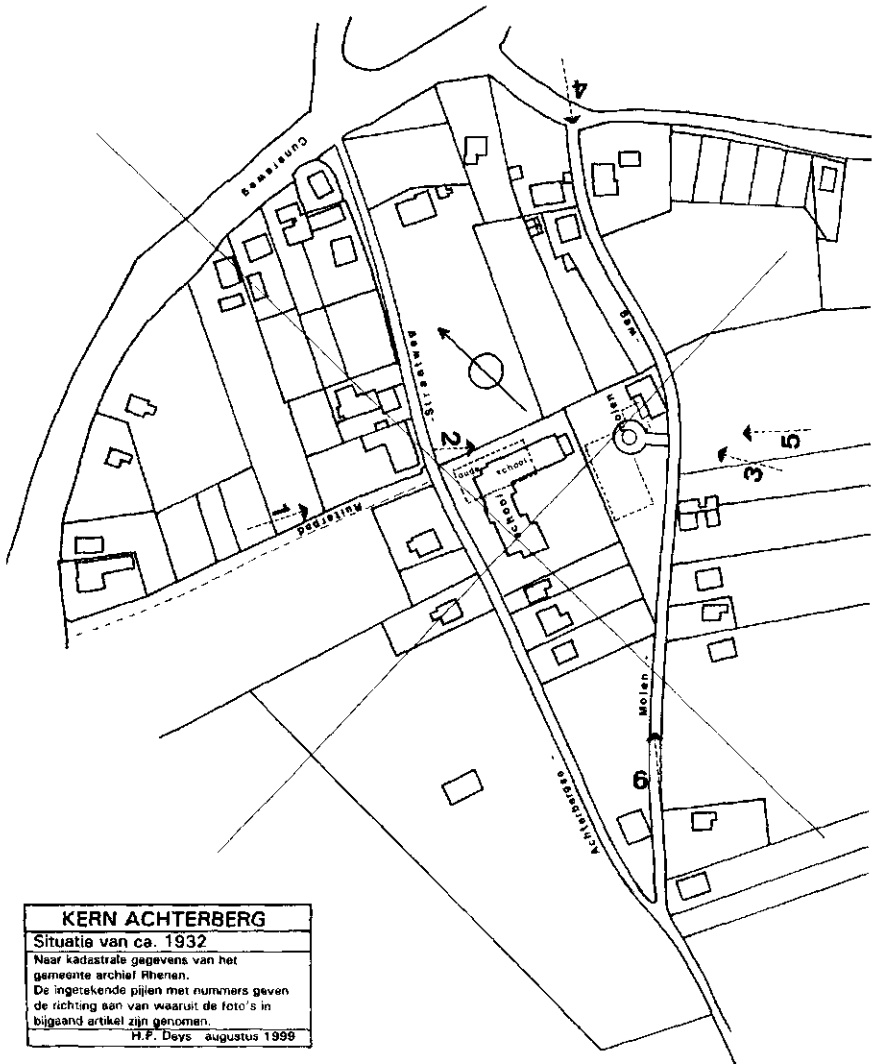 4
Cuneraweg
Straatweg
-weg
molen
2
oude
school
school
5
3
1
Ruiterpad
Molen -
6
Achterbergse -
KERN ACHTERBERG
Situatie van ca. 1932
Naar kadastrale gegevens van het
gemeente archief Rhenen.
De ingetekende pijlen met nummers geven
de richting aan van waaruit de foto's in
bijgaand artikel zijn genomen.
H.P. Deys augustus 1999